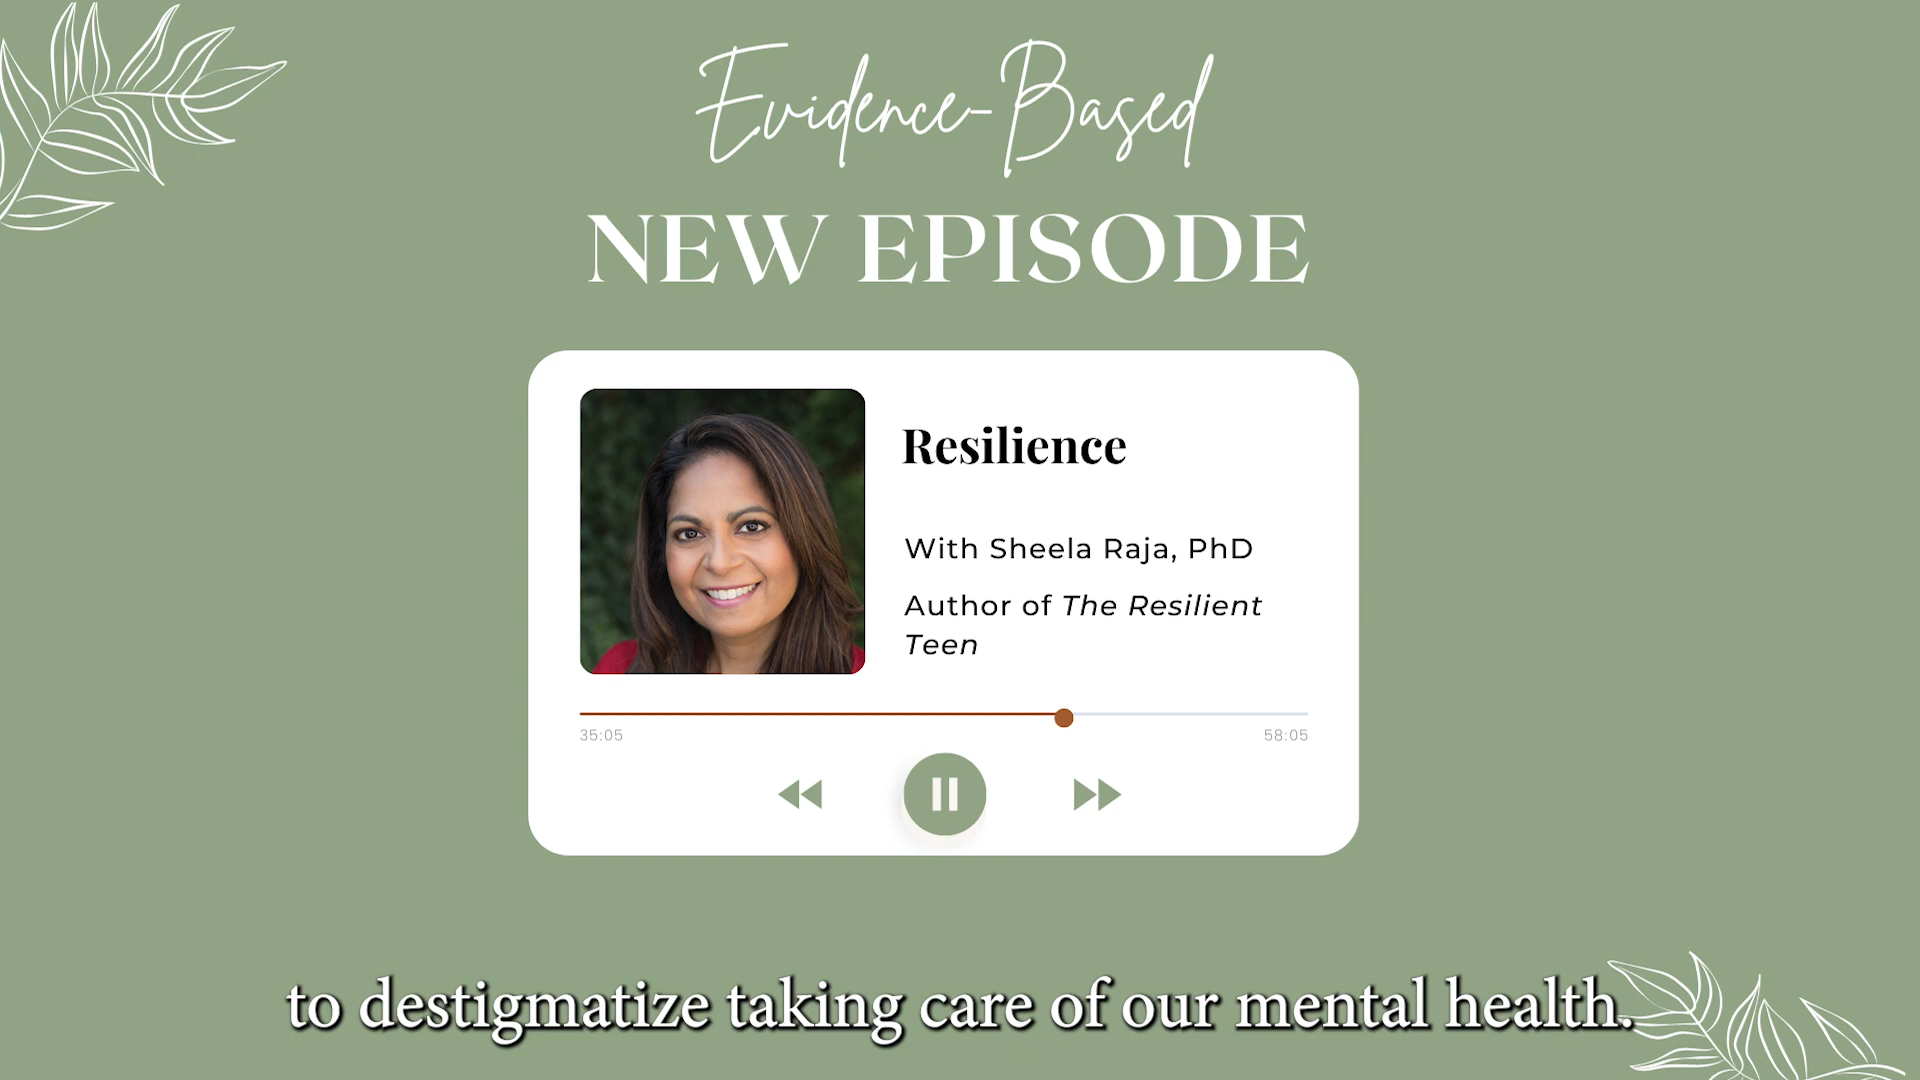 Evidence-Based
NEW EPISODE
Resilience
With Sheela Raja, PhD
Author of The Resilient
Teen
35:05
58:05
to destigmatize taking care of our mental health.